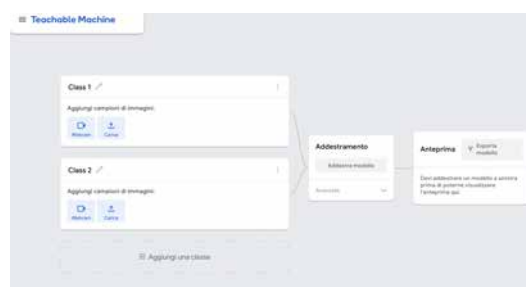 Teachable Machine
Class 1
Aggiungi campioni di immagini:
Webcam
Carica
Class 2
Aggiungi campioni di immagini:
Webcam
Carica
Aggiungi una classe
Addestramento
Addestra modello
Avanzate
Anteprima
Esporta
modello
Devi addestrare un modello a sinistra
prima di poterne visualizzare
l'anteprima qui.